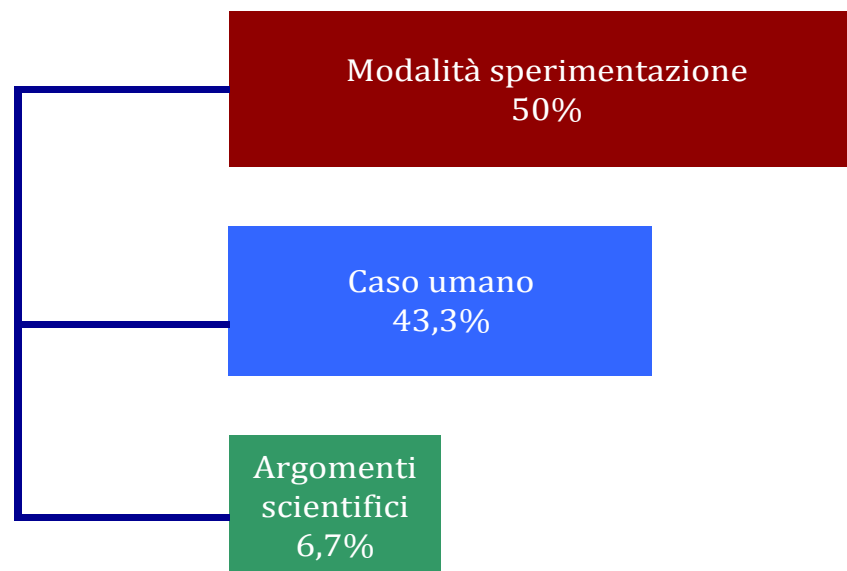 Modalità sperimentazione
50%
Caso umano
43,3%
Argomenti
scientifici
6,7%